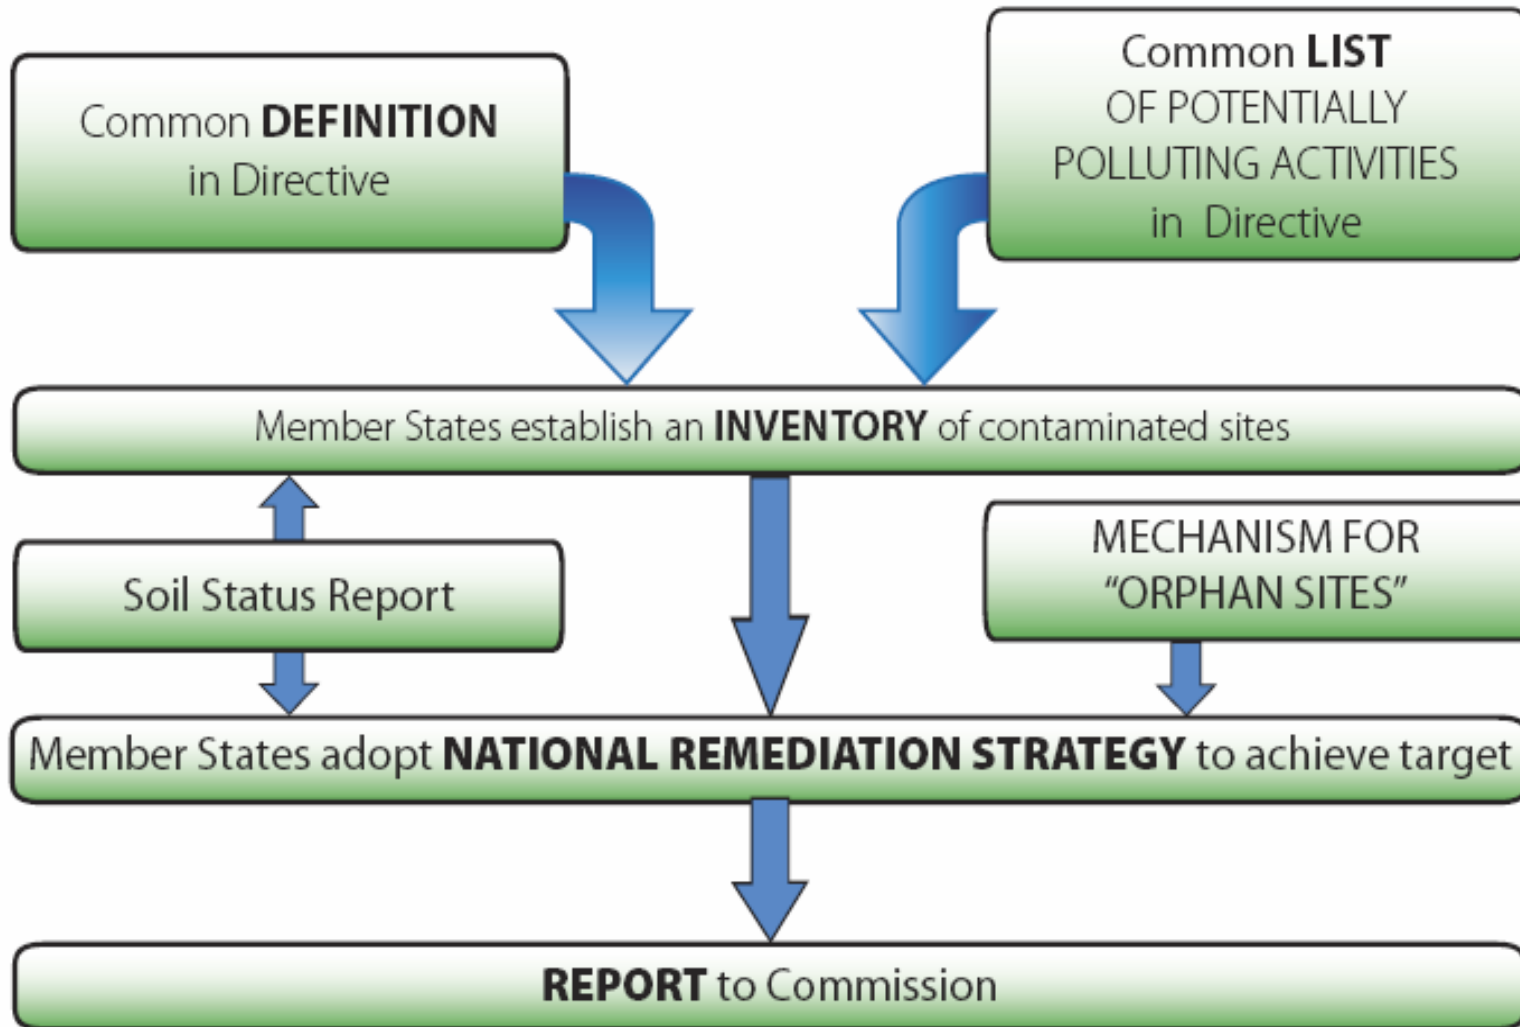 Common DEFINITION
in Directive
Common LIST
OF POTENTIALLY
POLLUTING ACTIVITIES
in Directive
Member States establish an INVENTORY of contaminated sites
Soil Status Report
MECHANISM FOR
“ORPHAN SITES”
Member States adopt NATIONAL REMEDIATION STRATEGY to achieve target
REPORT to Commission